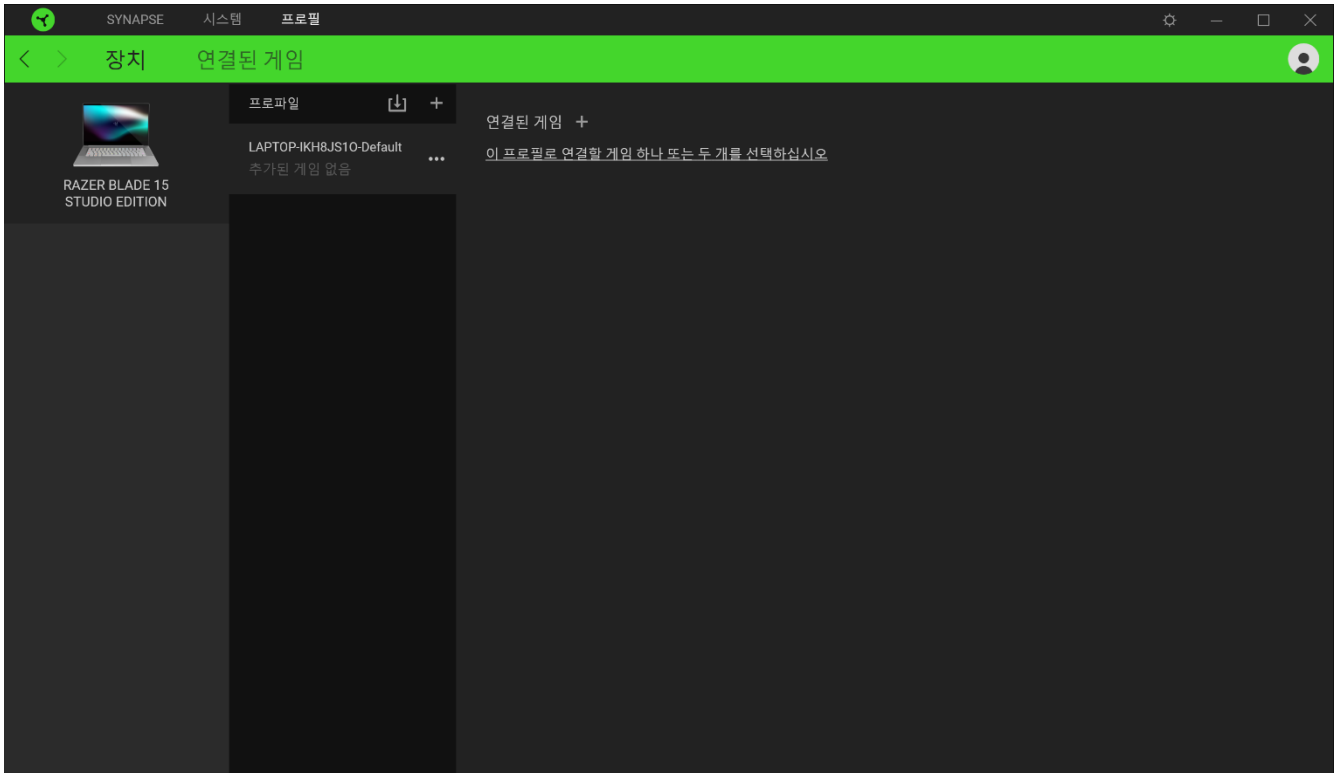 SYNAPSE 시스템 프로필
장치 연결된 게임
RAZER BLADE 15
STUDIO EDITION
프로파일
LAPTOP-IKH8JS1O-Default
추가된 게임 없음
연결된 게임
이 프로필로 연결할 게임 하나 또는 두 개를 선택하십시오